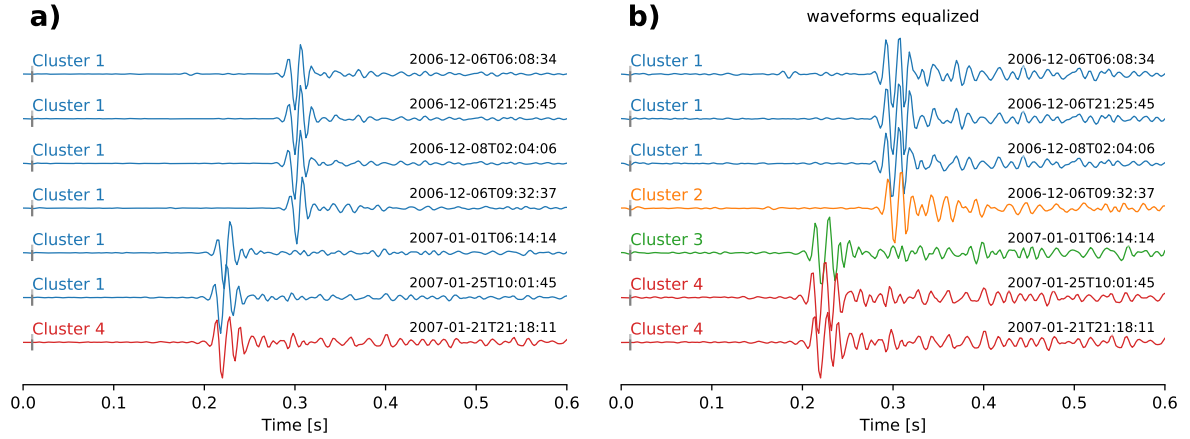 a)
Cluster 1 2006-12-06T06:08:34
Cluster 1 2006-12-06T21:25:45
Cluster 1 2006-12-08T02:04:06
Cluster 1 2006-12-06T09:32:37
Cluster 1 2007-01-01T06:14:14
Cluster 1 2007-01-25T10:01:45
Cluster 4 2007-01-21T21:18:11
0.0 0.1 0.2 0.3 0.4 0.5 0.6
Time [s]
b)
waveforms equalized
Cluster 1 2006-12-06T06:08:34
Cluster 1 2006-12-06T21:25:45
Cluster 1 2006-12-08T02:04:06
Cluster 2 2006-12-06T09:32:37
Cluster 3 2007-01-01T06:14:14
Cluster 4 2007-01-25T10:01:45
Cluster 4 2007-01-21T21:18:11
0.0 0.1 0.2 0.3 0.4 0.5 0.6
Time [s]